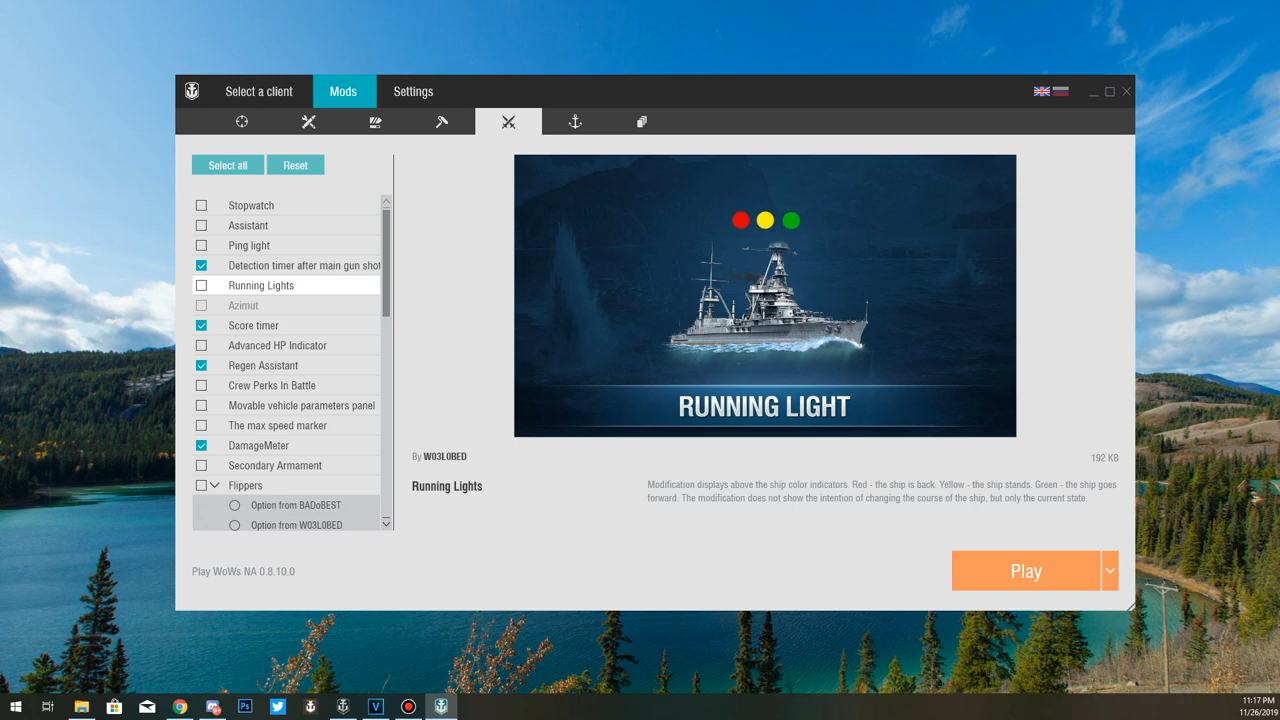 Select a client
Mods
Settings
Select all
Reset
Stopwatch
Assistant
Ping light
Detection timer after main gun shot
Running Lights
Azimut
Score timer
Advanced HP Indicator
Regen Assistant
Crew Perks In Battle
Movable vehicle parameters panel
The max speed marker
DamageMeter
Secondary Armament
Flippers
Option from BADoBEST
Option from W03L0BED
RUNNING LIGHT
By W03L0BED
192 KB
Running Lights
Modification displays above the ship color indicators. Red - the ship is back. Yellow - the ship stands. Green - the ship goes
forward. The modification does not show the intention of changing the course of the ship, but only the current state.
Play WoWs NA 0.8.10.0
Play
Ps
V
11:17 PM
11/26/2019